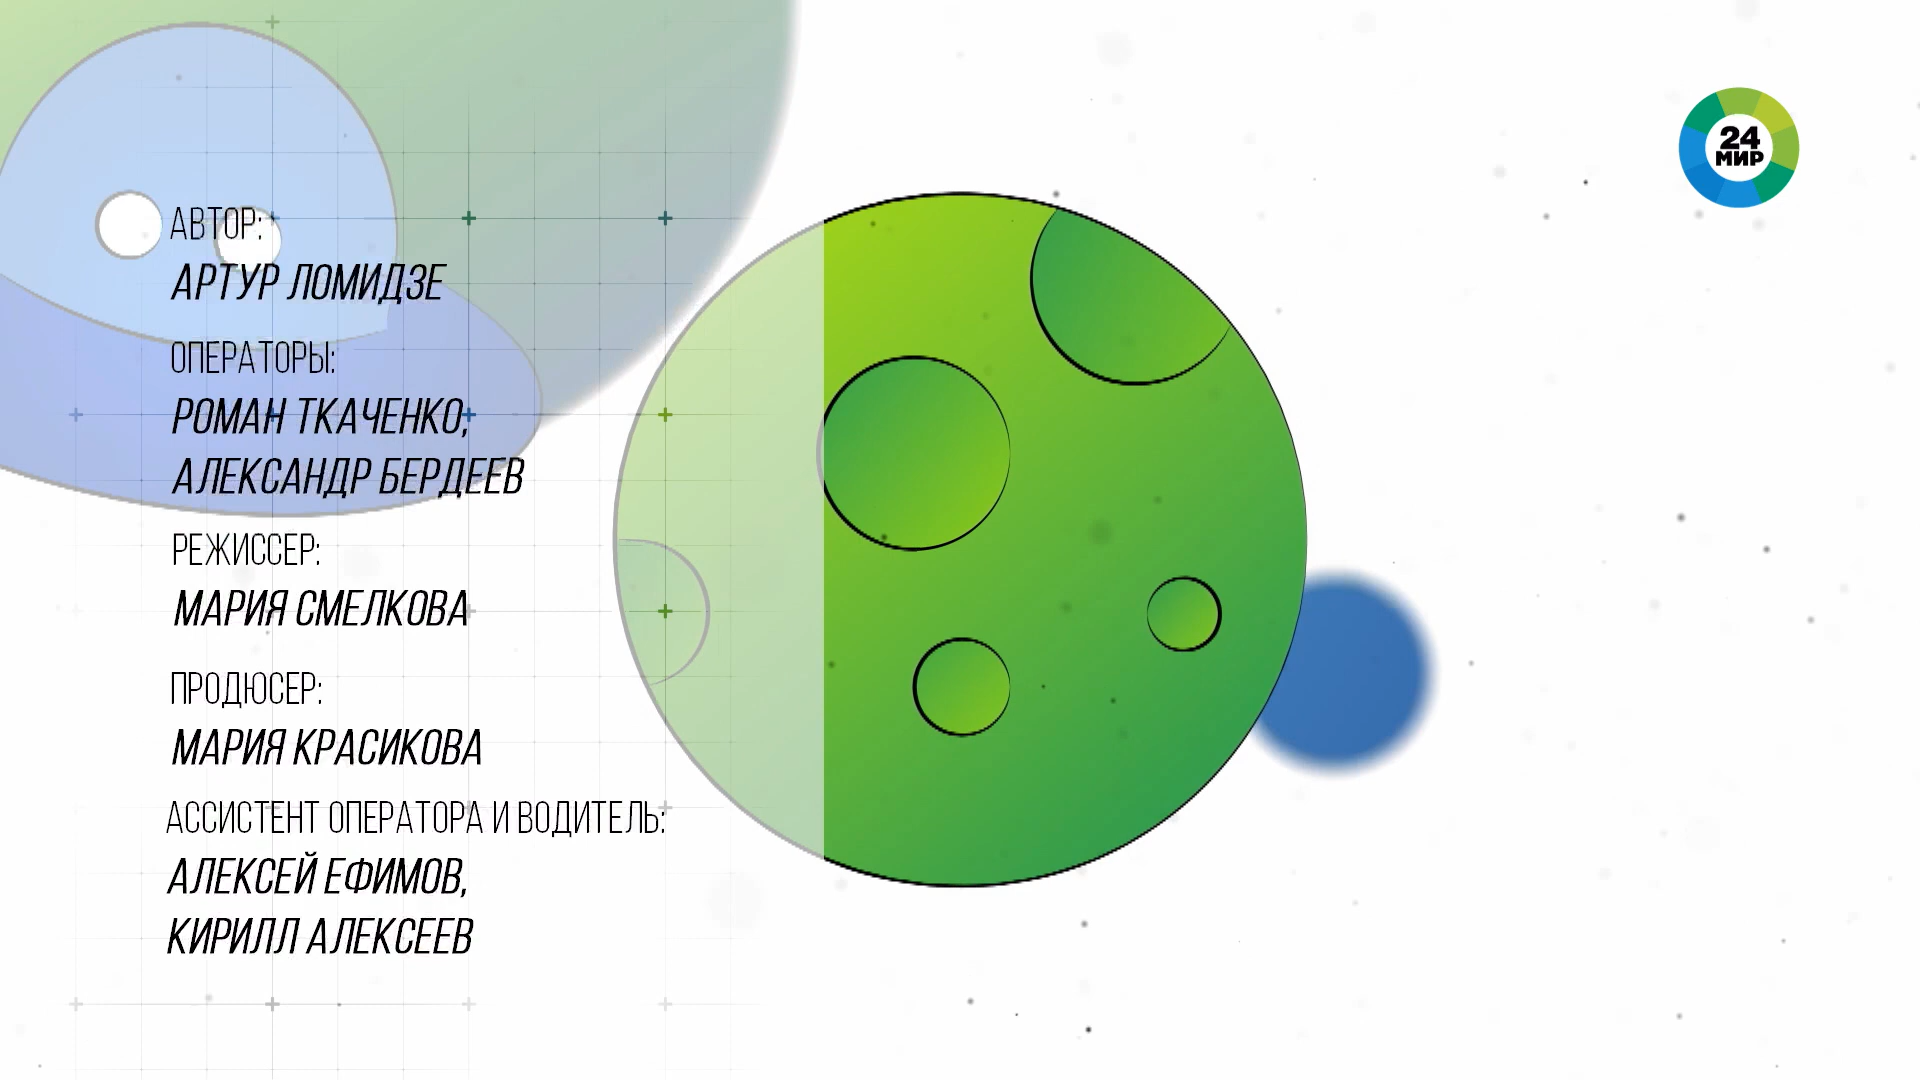 24
МИР
АВТОР:
АРТУР ЛОМИДЗЕ
ОПЕРАТОРЫ:
РОМАН ТКАЧЕНКО,
АЛЕКСАНДР БЕРДЕЕВ
РЕЖИССЕР:
МАРИЯ СМЕЛКОВА
ПРОДЮСЕР:
МАРИЯ КРАСИКОВА
АССИСТЕНТ ОПЕРАТОРА И ВОДИТЕЛЬ:
АЛЕКСЕЙ ЕФИМОВ,
КИРИЛЛ АЛЕКСЕЕВ